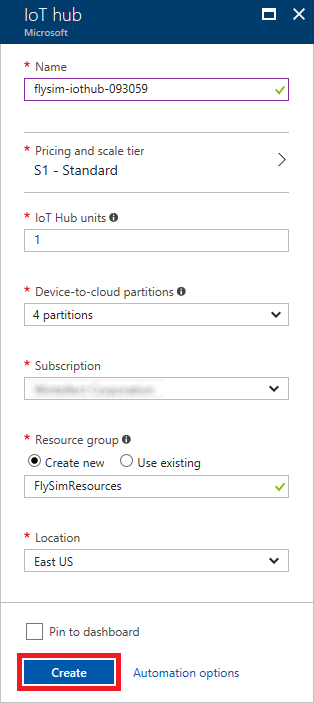 IoT hub
Microsoft
* Name
flysim-iothub-093059
* Pricing and scale tier
S1 - Standard
* IoT Hub units
1
* Device-to-cloud partitions
4 partitions
* Subscription
* Resource group
Create new Use existing
FlySimResources
* Location
East US
Pin to dashboard
Create Automation options